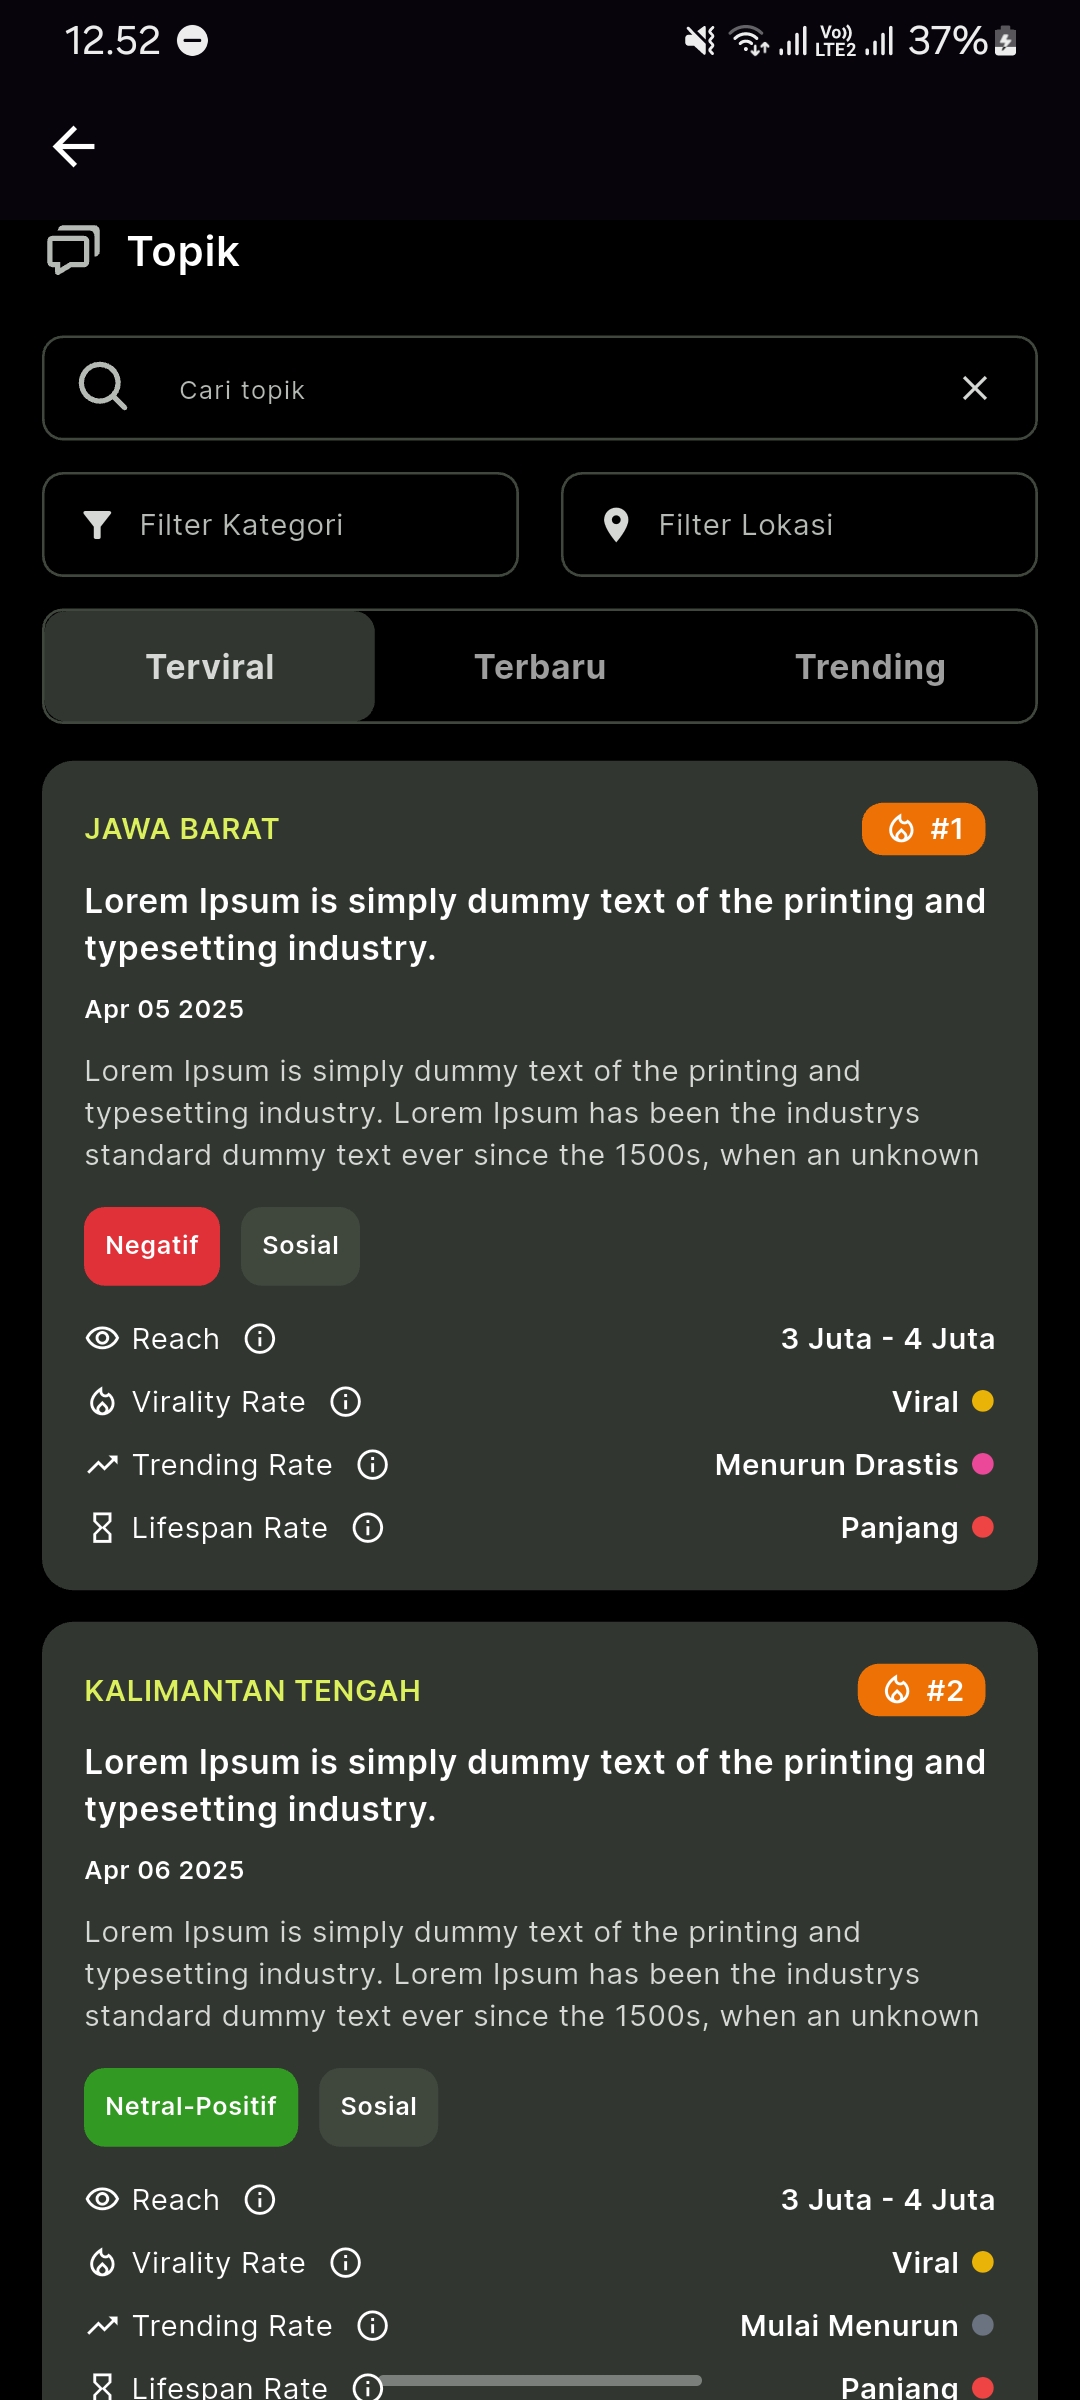 12.52
Vo))
LTE2
37%
Topik
Cari topik
Filter Kategori
Filter Lokasi
Terviral
Terbaru
Trending
JAWA BARAT
#1
Lorem Ipsum is simply dummy text of the printing and
typesetting industry.
Apr 05 2025
Lorem Ipsum is simply dummy text of the printing and
typesetting industry. Lorem Ipsum has been the industrys
standard dummy text ever since the 1500s, when an unknown
Negatif
Sosial
Reach
3 Juta - 4 Juta
Virality Rate
Viral
Trending Rate
Menurun Drastis
Lifespan Rate
Panjang
KALIMANTAN TENGAH
#2
Lorem Ipsum is simply dummy text of the printing and
typesetting industry.
Apr 06 2025
Lorem Ipsum is simply dummy text of the printing and
typesetting industry. Lorem Ipsum has been the industrys
standard dummy text ever since the 1500s, when an unknown
Netral-Positif
Sosial
Reach
3 Juta - 4 Juta
Virality Rate
Viral
Trending Rate
Mulai Menurun
Lifespan Rate
Panjang